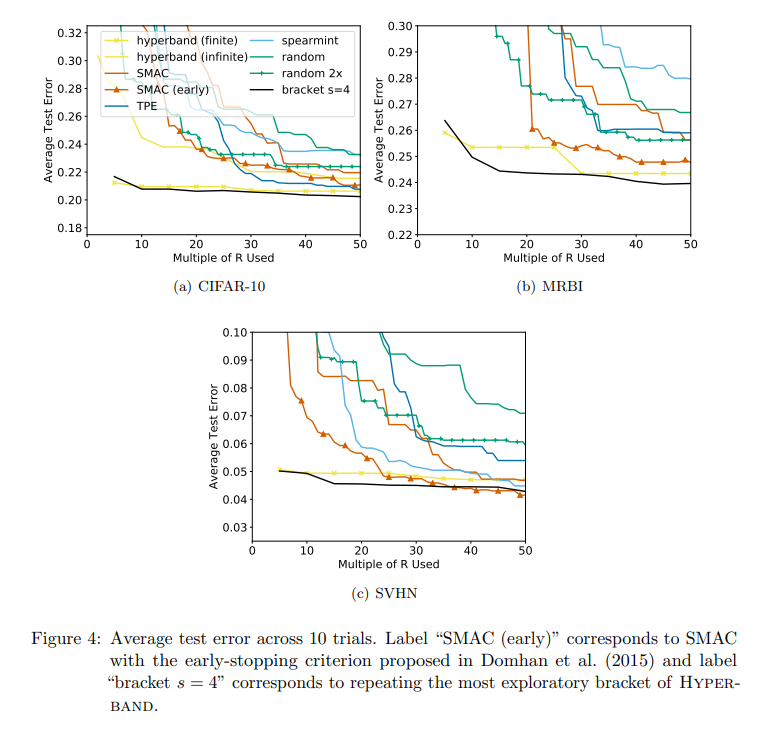 0.32
0.30
0.28
0.26
0.24
0.22
0.20
0.18
Average Test Error
hyperband (finite)
hyperband (infinite)
SMAC
SMAC (early)
TPE
spearmint
random
random 2x
bracket s=4
0 10 20 30 40 50
Multiple of R Used
(a) CIFAR-10
0.30
0.29
0.28
0.27
0.26
0.25
0.24
0.23
0.22
Average Test Error
0 10 20 30 40 50
Multiple of R Used
(b) MRBI
0.10
0.09
0.08
0.07
0.06
0.05
0.04
0.03
Average Test Error
0 10 20 30 40 50
Multiple of R Used
(c) SVHN
Figure 4: Average test error across 10 trials. Label “SMAC (early)” corresponds to SMAC
with the early-stopping criterion proposed in Domhan et al. (2015) and label
“bracket s = 4” corresponds to repeating the most exploratory bracket of HYPER-
BAND.